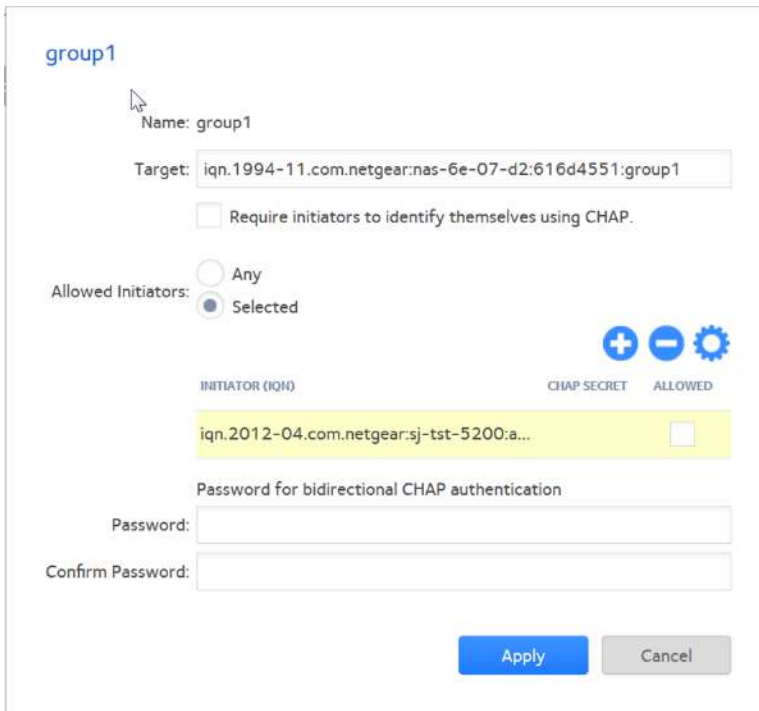 group1
Name: group1
Target: iqn.1994-11.com.netgear:nas-6e-07-d2:616d4551:group1
Require initiators to identify themselves using CHAP.
Allowed Initiators:
Any
Selected
INITIATOR (IQN) CHAP SECRET ALLOWED
iqn.2012-04.com.netgear:sj-tst-5200:a...
Password for bidirectional CHAP authentication
Password:
Confirm Password:
Apply Cancel